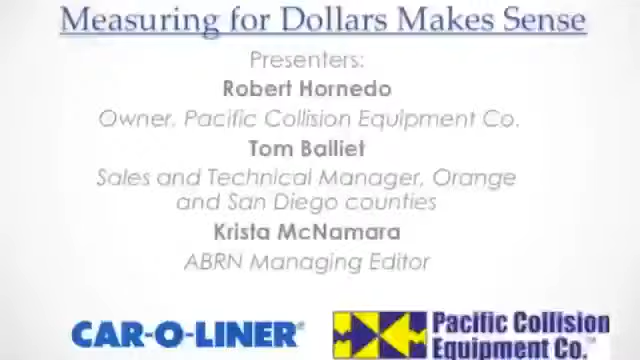 Measuring for Dollars Makes Sense
Presenters:
Robert Hornedo
Owner, Pacific Collision Equipment Co.
Tom Balliet
Sales and Technical Manager, Orange
and San Diego counties
Krista McNamara
ABRN Managing Editor
CAR-O-LINER®
Pacific Collision
Equipment Co.™